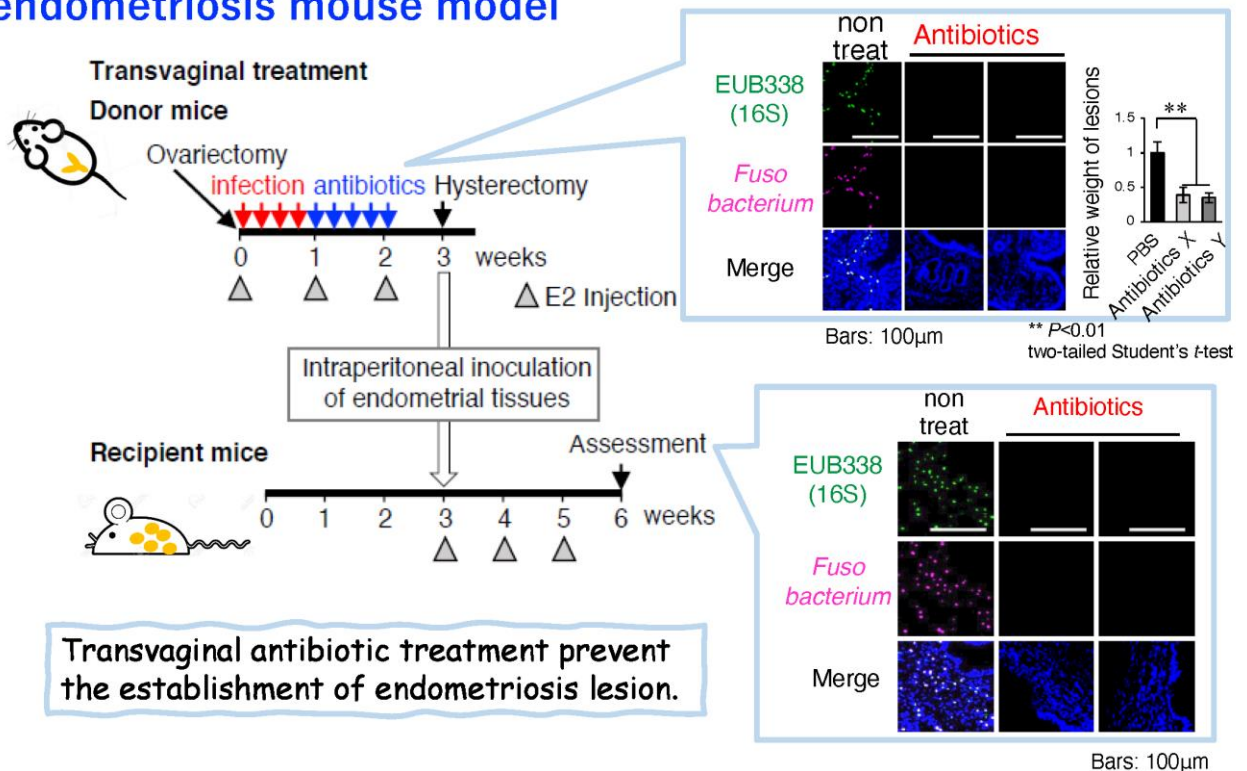 endometriosis mouse model
Transvaginal treatment
Donor mice
Ovariectomy
infection antibiotics Hysterectomy
0 1 2 3 weeks
E2 Injection
Intraperitoneal inoculation
of endometrial tissues
Recipient mice
Assessment
0 1 2 3 4 5 6 weeks
Transvaginal antibiotic treatment prevent
the establishment of endometriosis lesion.
non
treat
Antibiotics
EUB338
(16S)
Fuso
bacterium
Merge
Bars: 100μm
Relative weight of lesions
1.5
1
0.5
0
**
PBS
Antibiotics X
Antibiotics Y
** P<0.01
two-tailed Student's t-test
non
treat
Antibiotics
EUB338
(16S)
Fuso
bacterium
Merge
Bars: 100μm